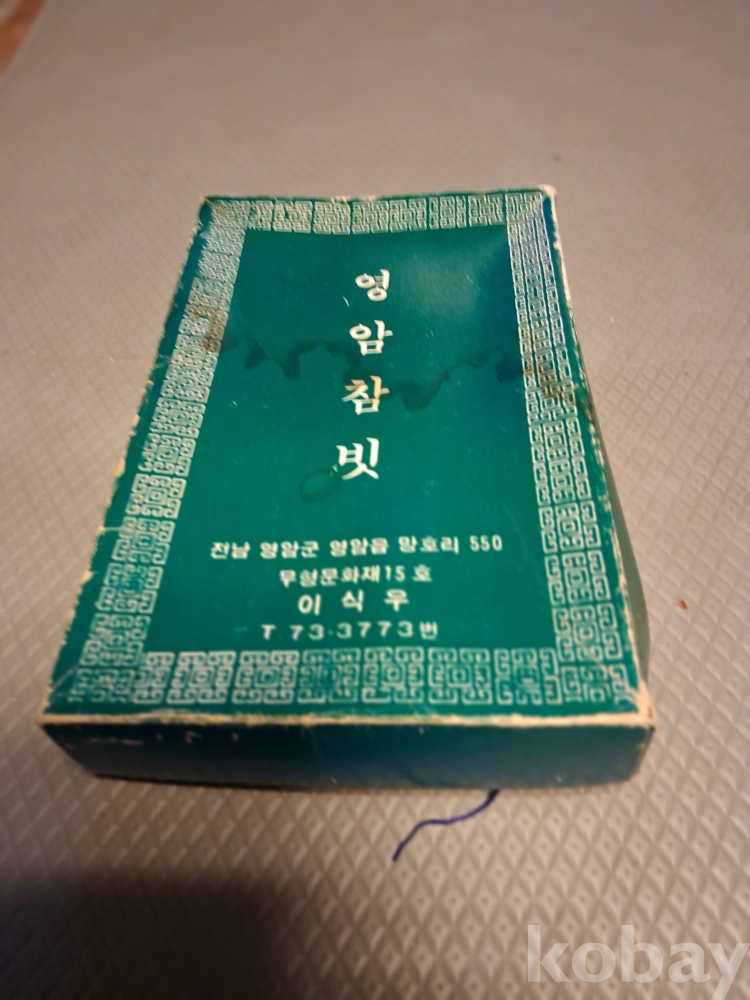 영암참빗
전남 영암군 영암읍 망호리 550
무형문화재15호
이식우
T 73-3773번
kobay